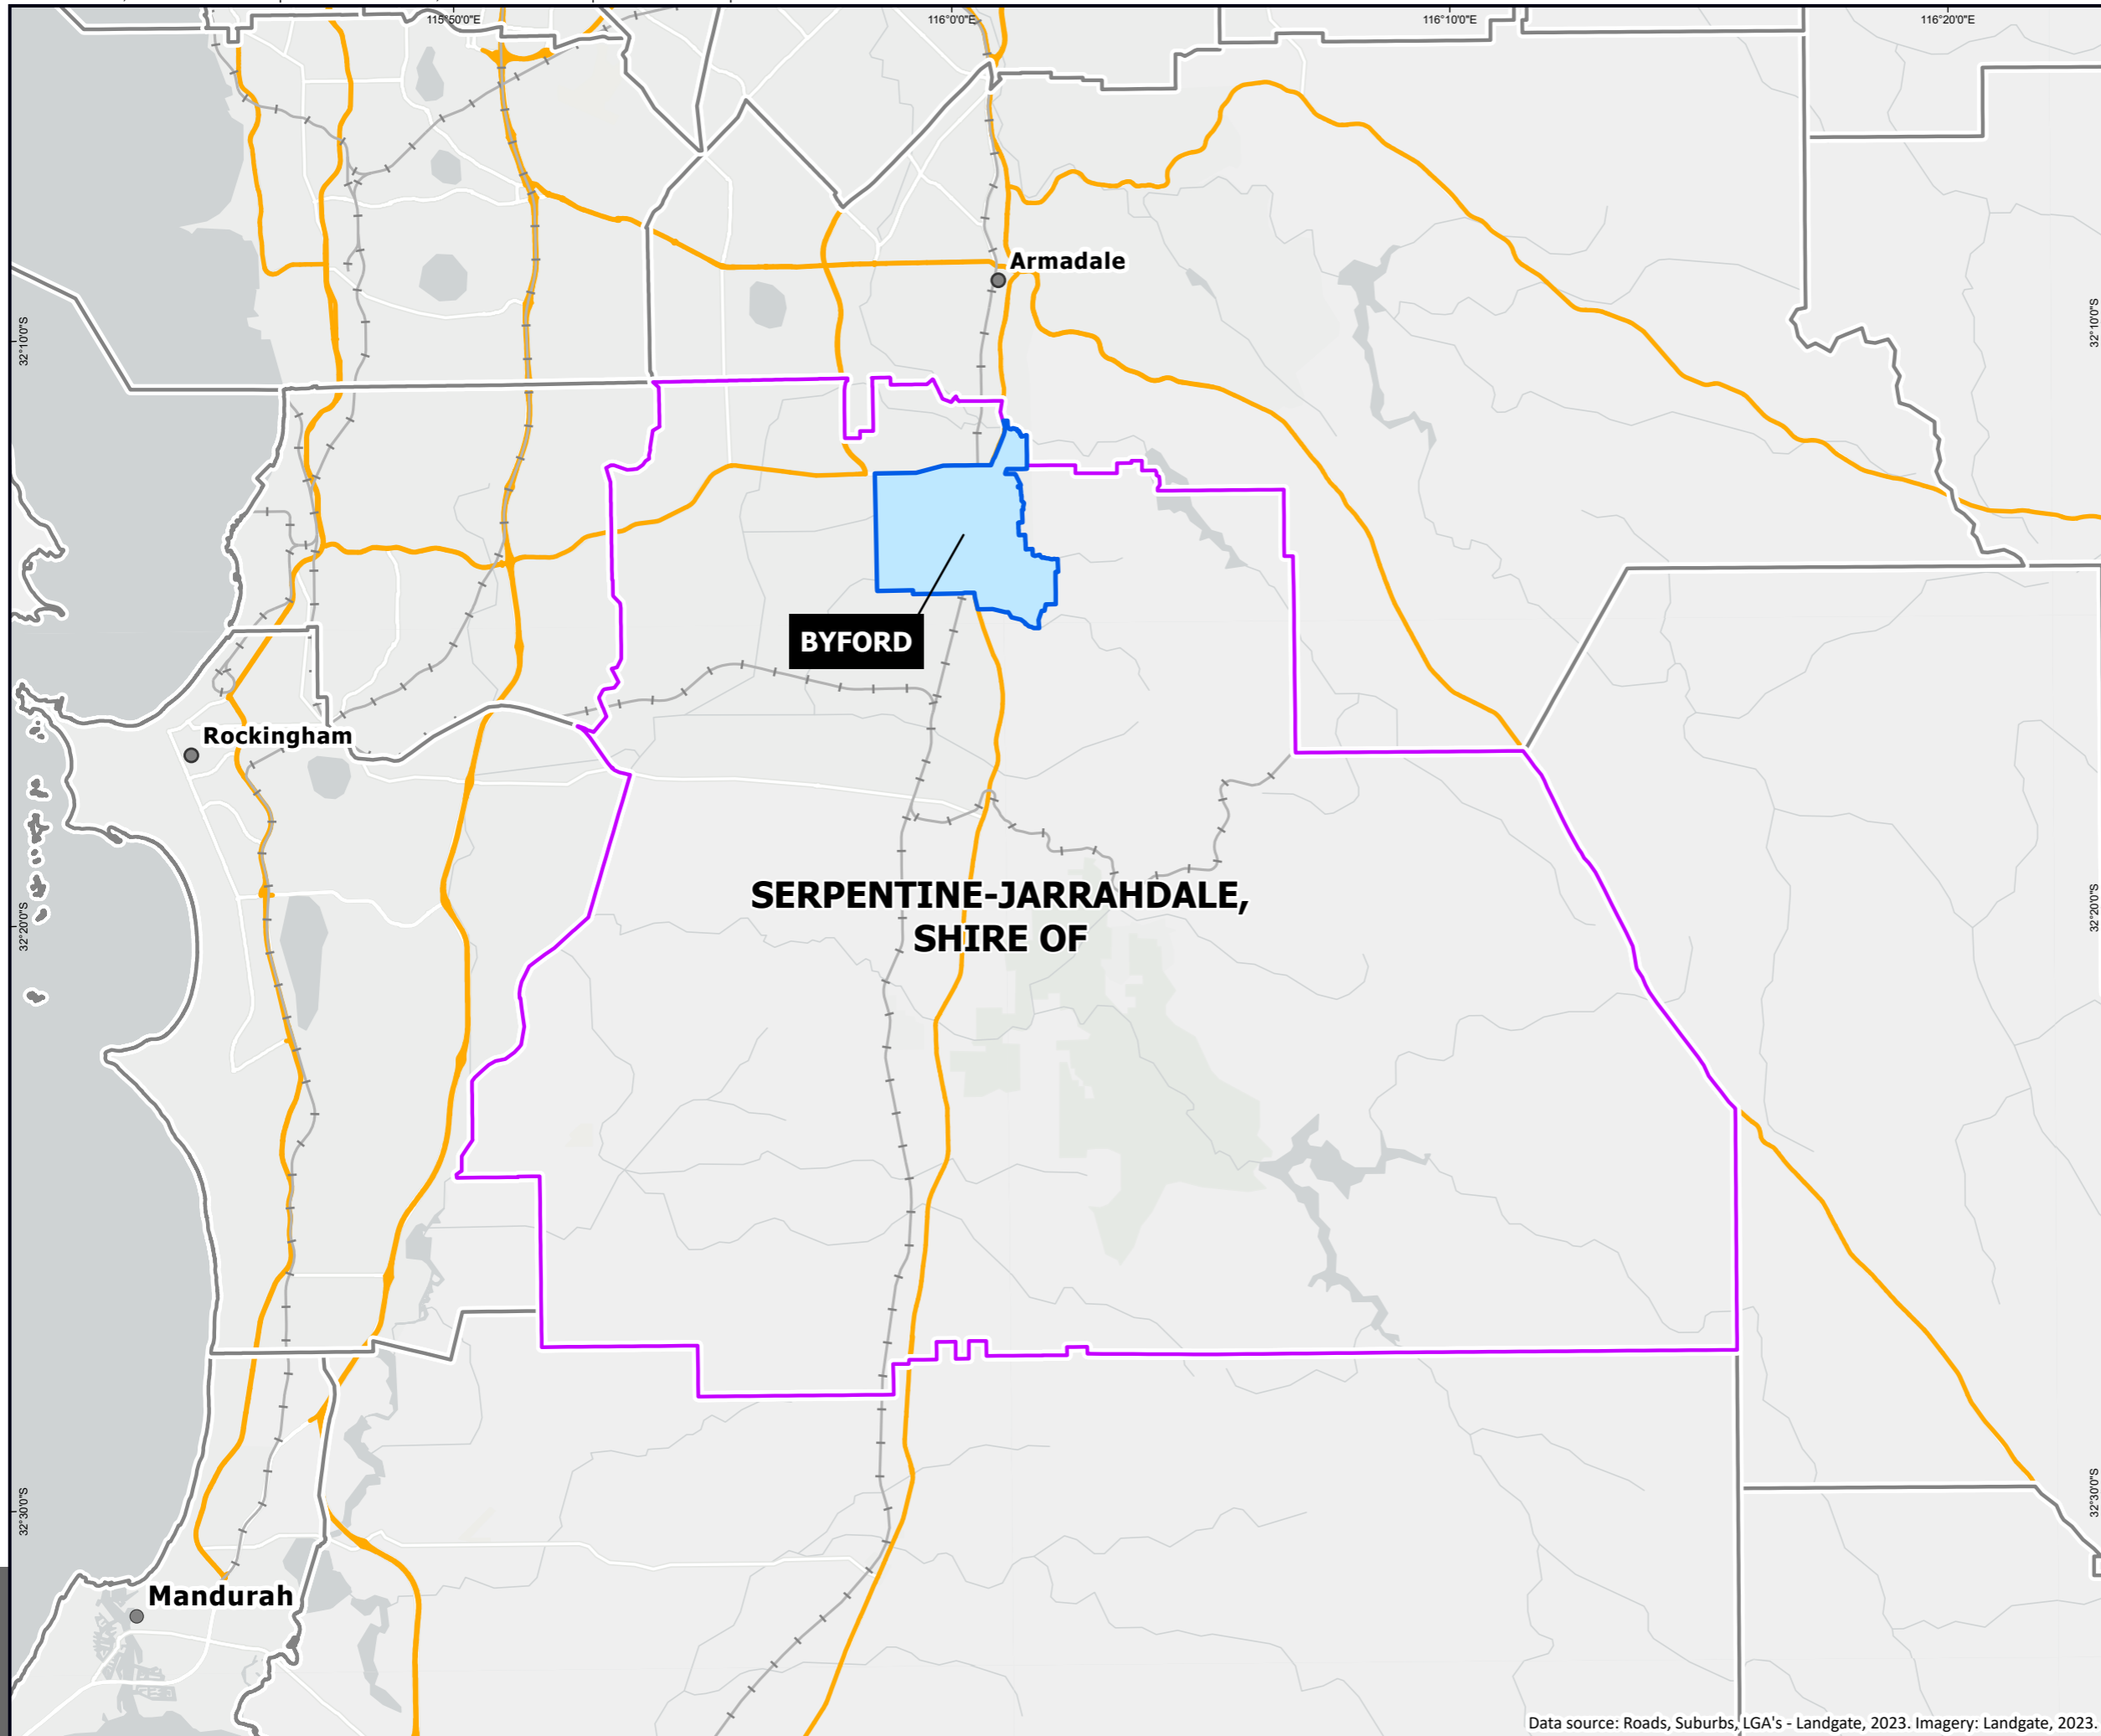 115°50'0"E
116°0'0"E
116°10'0"E
116°20'0"E
Armadale
32°10'0"S
32°10'0"S
BYFORD
Rockingham
SERPENTINE-JARRAHDALE,
SHIRE OF
32°20'0"S
32°20'0"S
32°30'0"S
32°30'0"S
Mandurah
Data source: Roads, Suburbs, LGA's - Landgate, 2023. Imagery: Landgate, 2023.